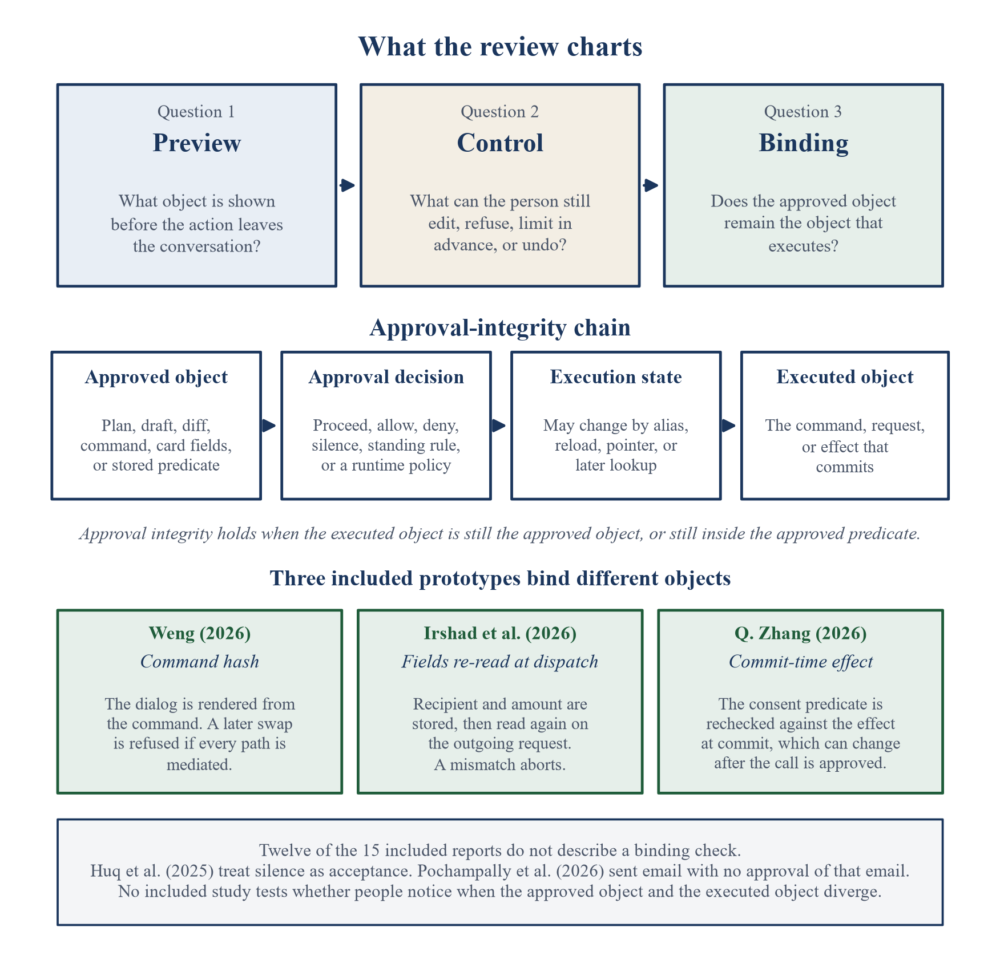 What the review charts
Question 1
Preview
What object is shown
before the action leaves
the conversation?
Question 2
Control
What can the person still
edit, refuse, limit in
advance, or undo?
Question 3
Binding
Does the approved object
remain the object that
executes?
Approval-integrity chain
Approved object
Plan, draft, diff,
command, card fields,
or stored predicate
Approval decision
Proceed, allow, deny,
silence, standing rule,
or a runtime policy
Execution state
May change by alias,
reload, pointer, or
later lookup
Executed object
The command, request,
or effect that
commits
Approval integrity holds when the executed object is still the approved object, or still inside the approved predicate.
Three included prototypes bind different objects
Weng (2026)
Command hash
The dialog is rendered from
the command. A later swap
is refused if every path is
mediated.
Irshad et al. (2026)
Fields re-read at dispatch
Recipient and amount are
stored, then read again on
the outgoing request.
A mismatch aborts.
Q. Zhang (2026)
Commit-time effect
The consent predicate is
rechecked against the effect
at commit, which can change
after the call is approved.
Twelve of the 15 included reports do not describe a binding check.
Huq et al. (2025) treat silence as acceptance. Pochampally et al. (2026) sent email with no approval of that email.
No included study tests whether people notice when the approved object and the executed object diverge.